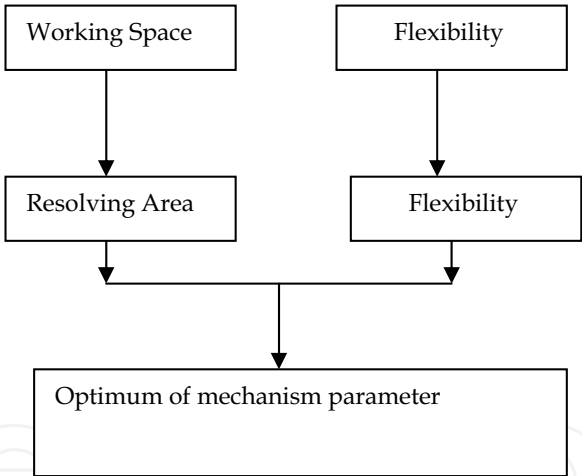 Working Space
Flexibility
Resolving Area
Flexibility
Optimum of mechanism parameter